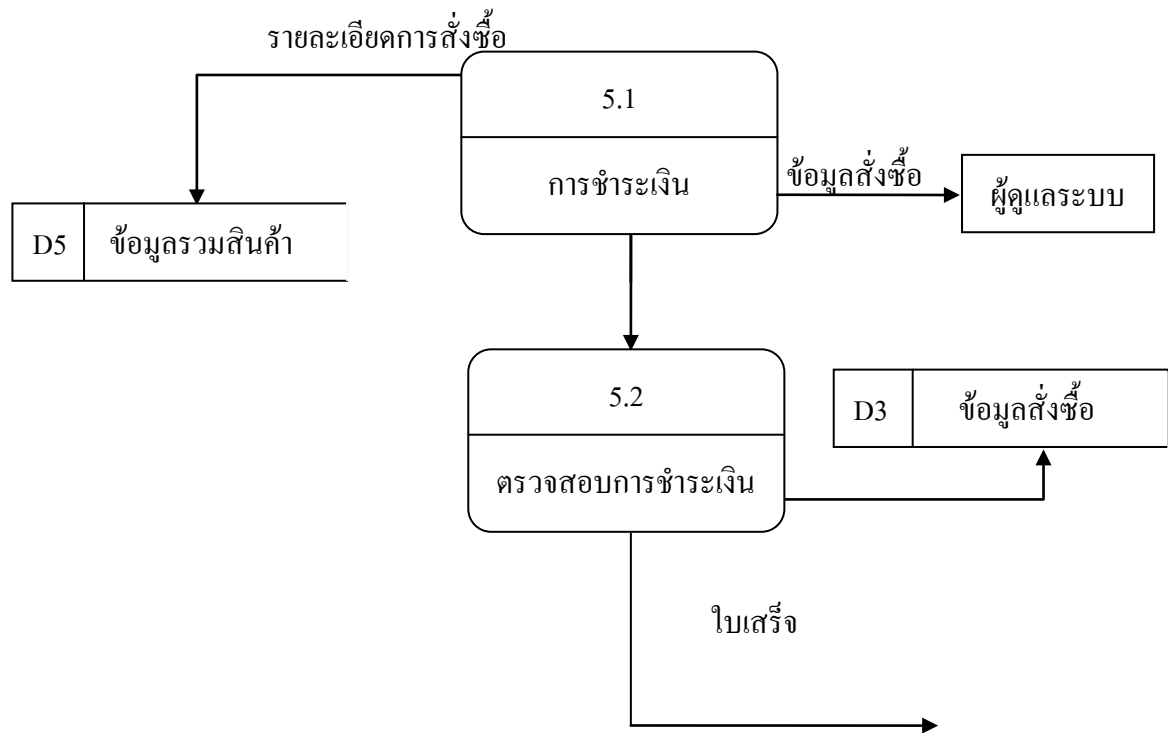 รายละเอียดการสั่งซื้อ
5.1
การชำระเงิน
ข้อมูลสั่งซื้อ
ผู้ดูแลระบบ
D5 ข้อมูลรวมสินค้า
5.2
ตรวจสอบการชำระเงิน
D3 ข้อมูลสั่งซื้อ
ใบเสร็จ